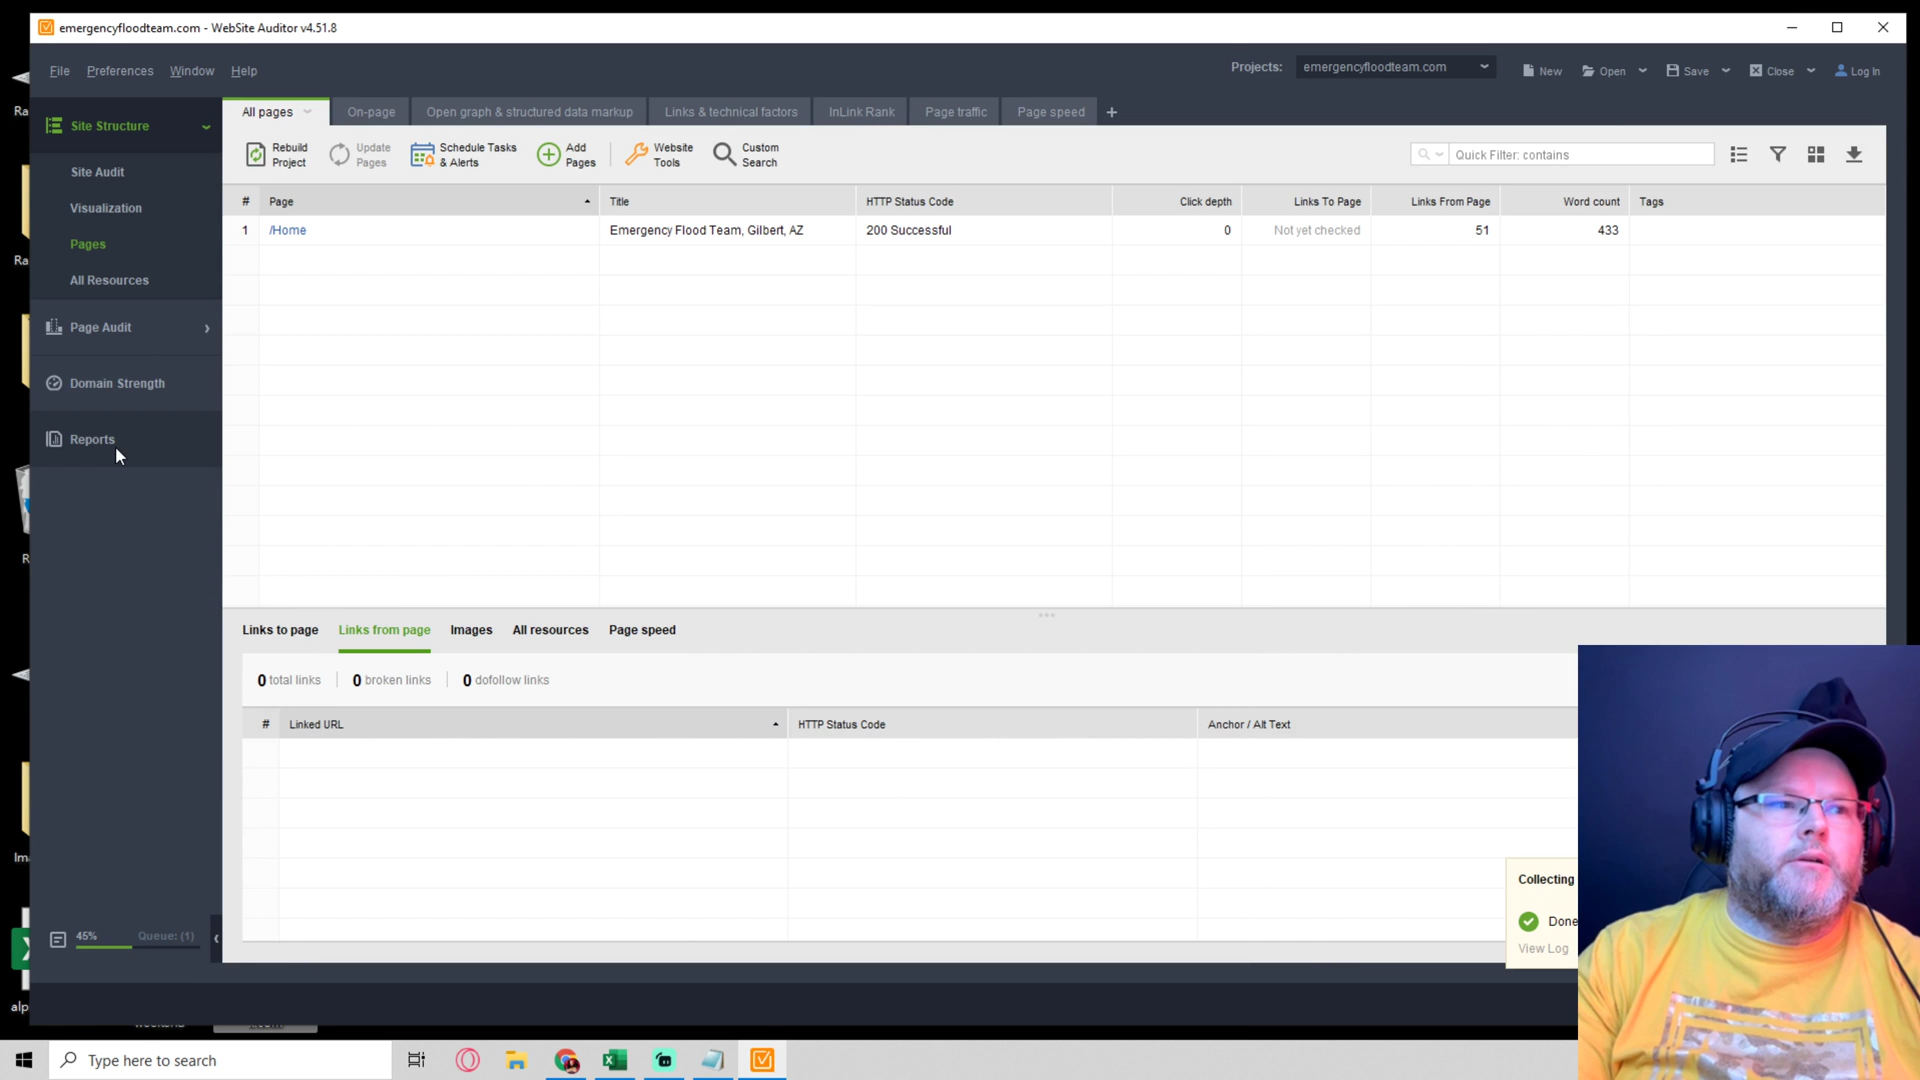 emergencyfloodteam.com - WebSite Auditor v4.51.8
File Preferences Window Help
Projects: emergencyfloodteam.com New Open Save Close Log In
Site Structure
Site Audit
Visualization
Pages
All Resources
Page Audit
Domain Strength
Reports
45% Queue: (1)
All pages On-page Open graph & structured data markup Links & technical factors InLink Rank Page traffic Page speed
Rebuild Project
Update Pages
Schedule Tasks & Alerts
Add Pages
Website Tools
Custom Search
Quick Filter: contains
# Page Title HTTP Status Code Click depth Links To Page Links From Page Word count Tags
1 /Home Emergency Flood Team, Gilbert, AZ 200 Successful 0 Not yet checked 51 433
Links to page Links from page Images All resources Page speed
0 total links 0 broken links 0 dofollow links
# Linked URL HTTP Status Code Anchor / Alt Text
Collecting
Done
View Log
Ra
Ra
R
Im
alp
Type here to search